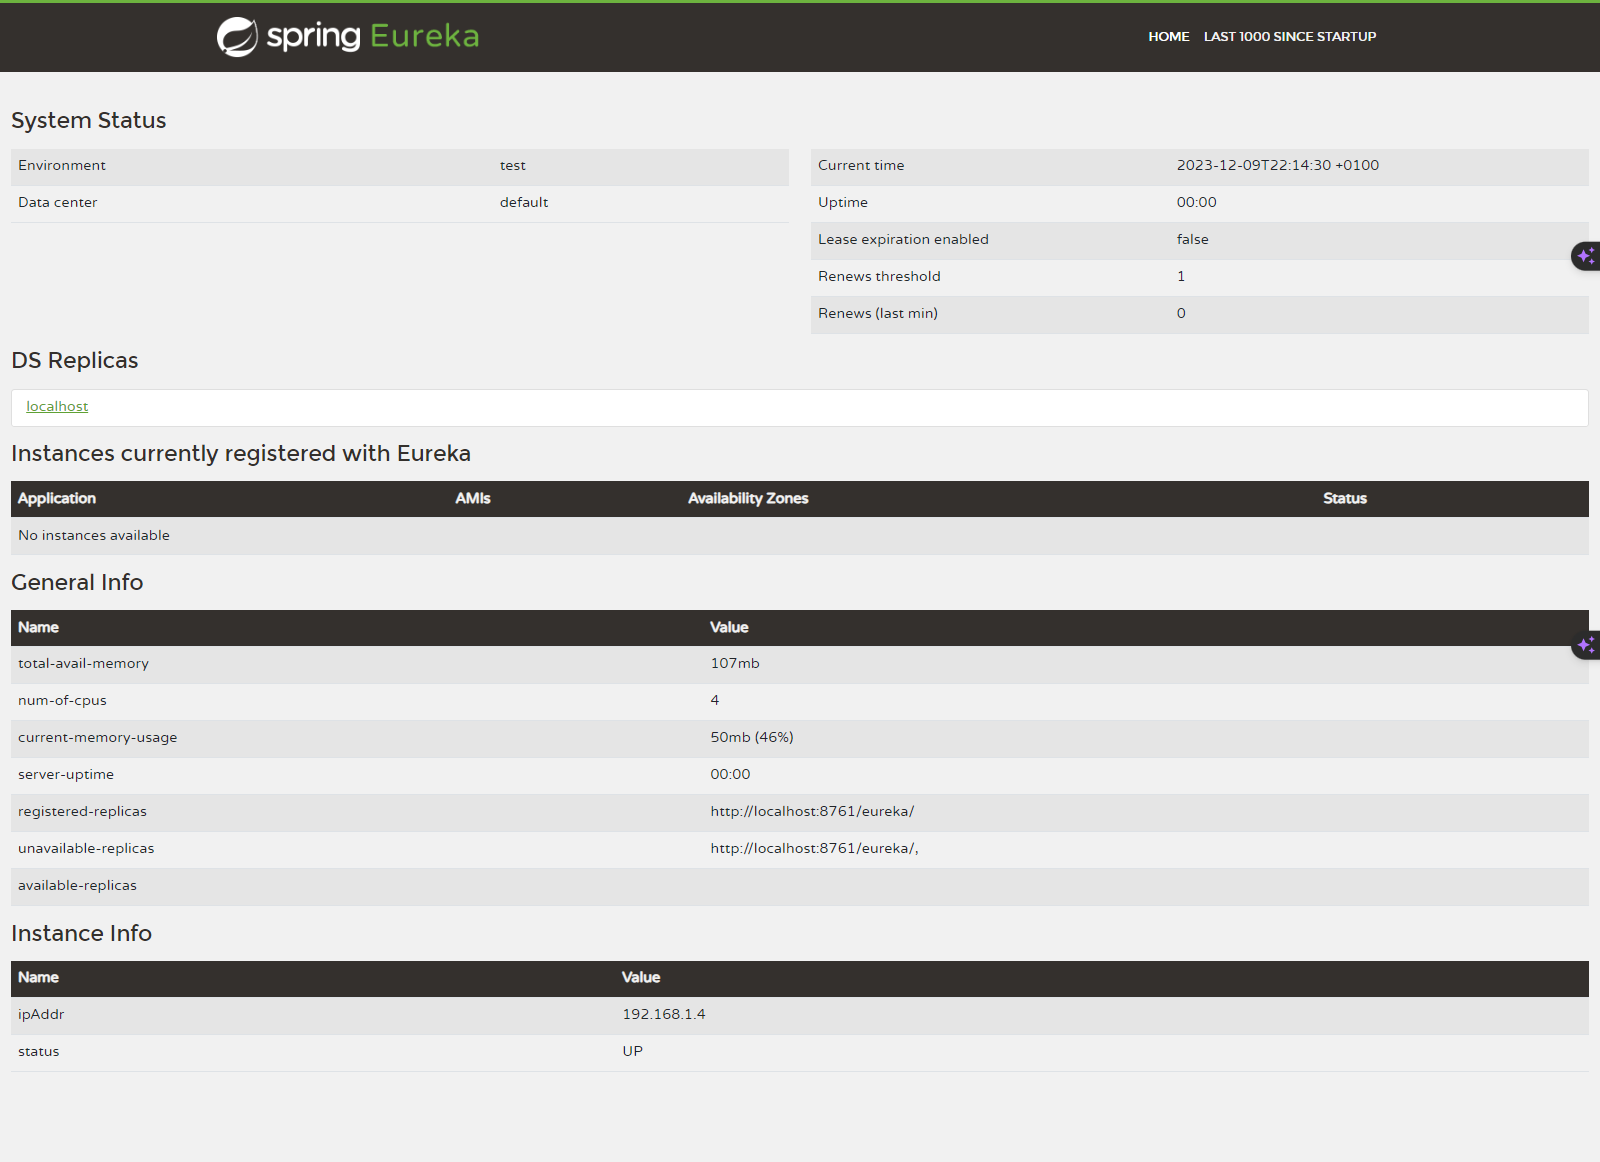 spring Eureka
HOME LAST 1000 SINCE STARTUP
System Status
Environment test
Data center default
Current time 2023-12-09T22:14:30 +0100
Uptime 00:00
Lease expiration enabled false
Renews threshold 1
Renews (last min) 0
DS Replicas
localhost
Instances currently registered with Eureka
Application AMIs Availability Zones Status
No instances available
General Info
Name Value
total-avail-memory 107mb
num-of-cpus 4
current-memory-usage 50mb (46%)
server-uptime 00:00
registered-replicas http://localhost:8761/eureka/
unavailable-replicas http://localhost:8761/eureka/,
available-replicas
Instance Info
Name Value
ipAddr 192.168.1.4
status UP